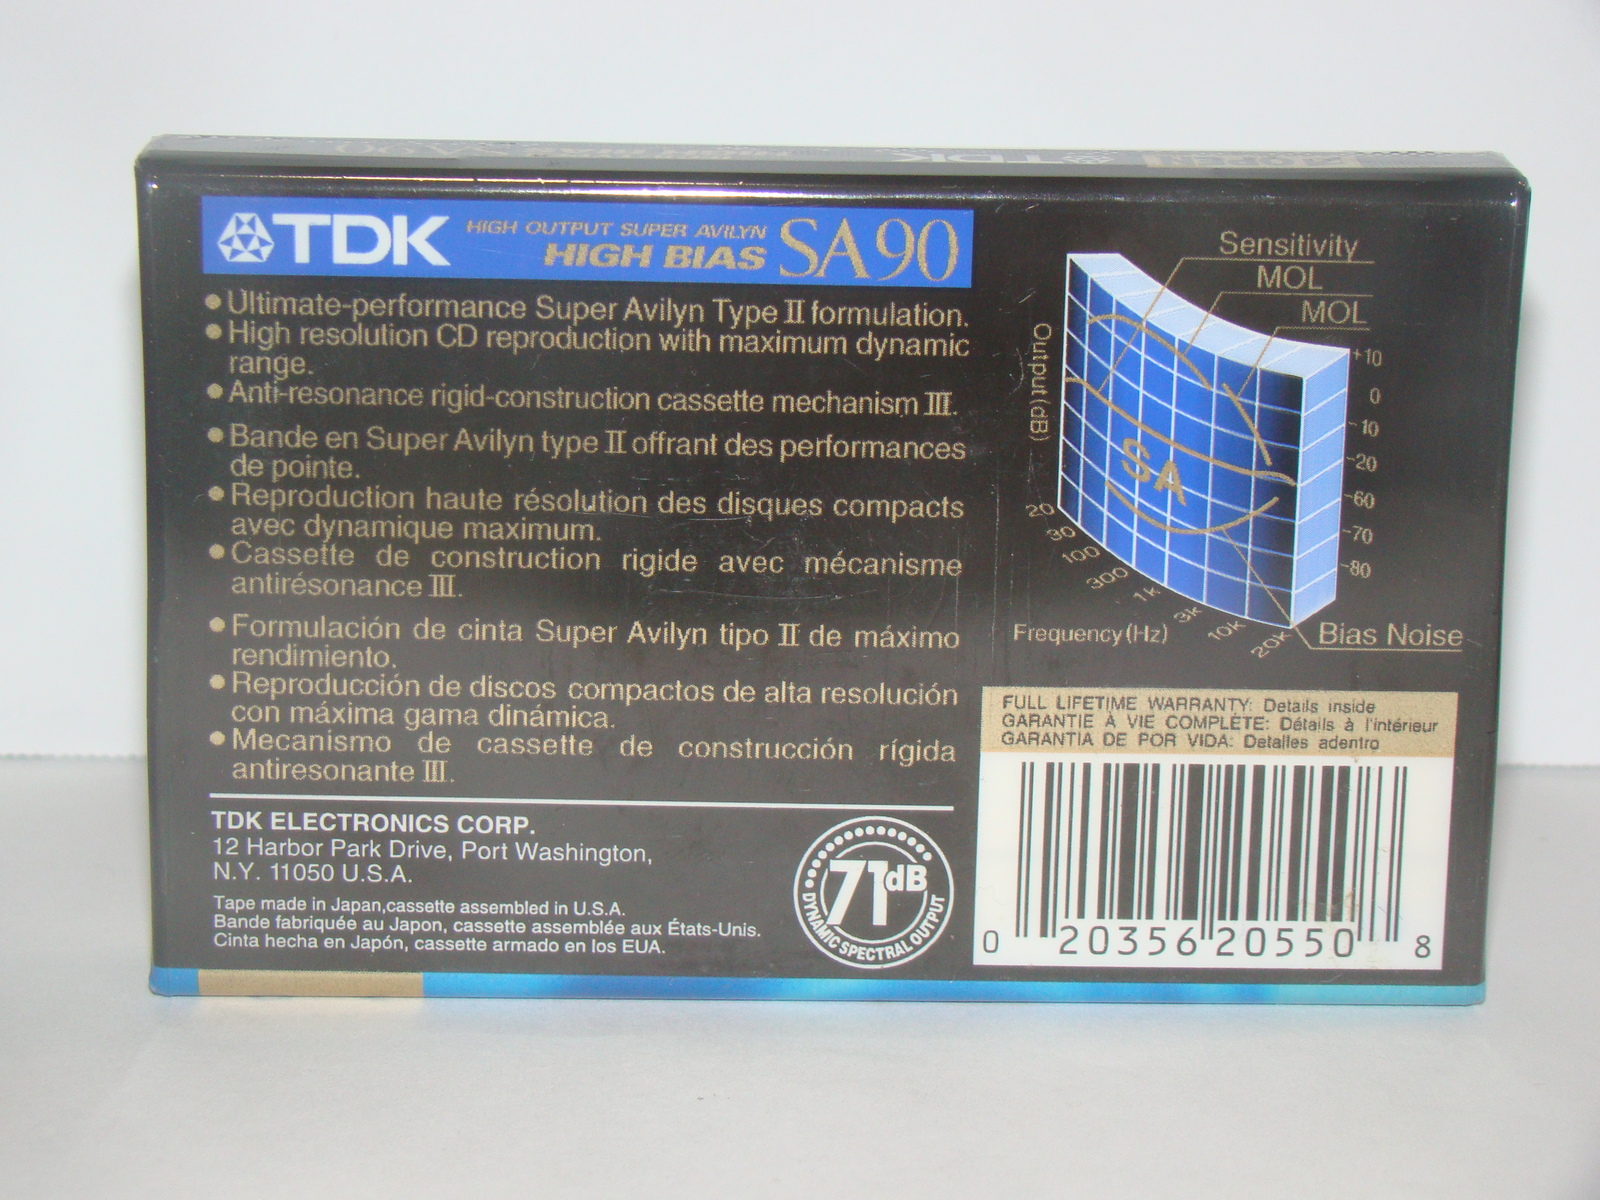 TDK HIGH OUTPUT SUPER AVILYN
HIGH BIAS SA90
• Ultimate-performance Super Avilyn Type II formulation.
• High resolution CD reproduction with maximum dynamic
range.
• Anti-resonance rigid-construction cassette mechanism III.
• Bande en Super Avilyn type II offrant des performances
de pointe.
• Reproduction haute résolution des disques compacts
avec dynamique maximum.
• Cassette de construction rigide avec mécanisme
antirésonance III.
• Formulación de cinta Super Avilyn tipo II de máximo
rendimiento.
• Reproducción de discos compactos de alta resolución
con máxima gama dinámica.
• Mecanismo de cassette de construcción rígida
antiresonante III.
TDK ELECTRONICS CORP.
12 Harbor Park Drive, Port Washington,
N.Y. 11050 U.S.A.
Tape made in Japan,cassette assembled in U.S.A.
Bande fabriquée au Japon, cassette assemblée aux États-Unis.
Cinta hecha en Japón, cassette armado en los EUA.
71dB
DYNAMIC SPECTRAL OUTPUT
Sensitivity
MOL
MOL
Output (dB)
+10
0
-10
-20
-60
-70
-80
SA
20
30
100
300
1k
3k
10k
20k
Frequency (Hz)
Bias Noise
FULL LIFETIME WARRANTY: Details inside
GARANTIE À VIE COMPLÈTE: Détails à l'intérieur
GARANTIA DE POR VIDA: Detalles adentro
0 20356 20550 8